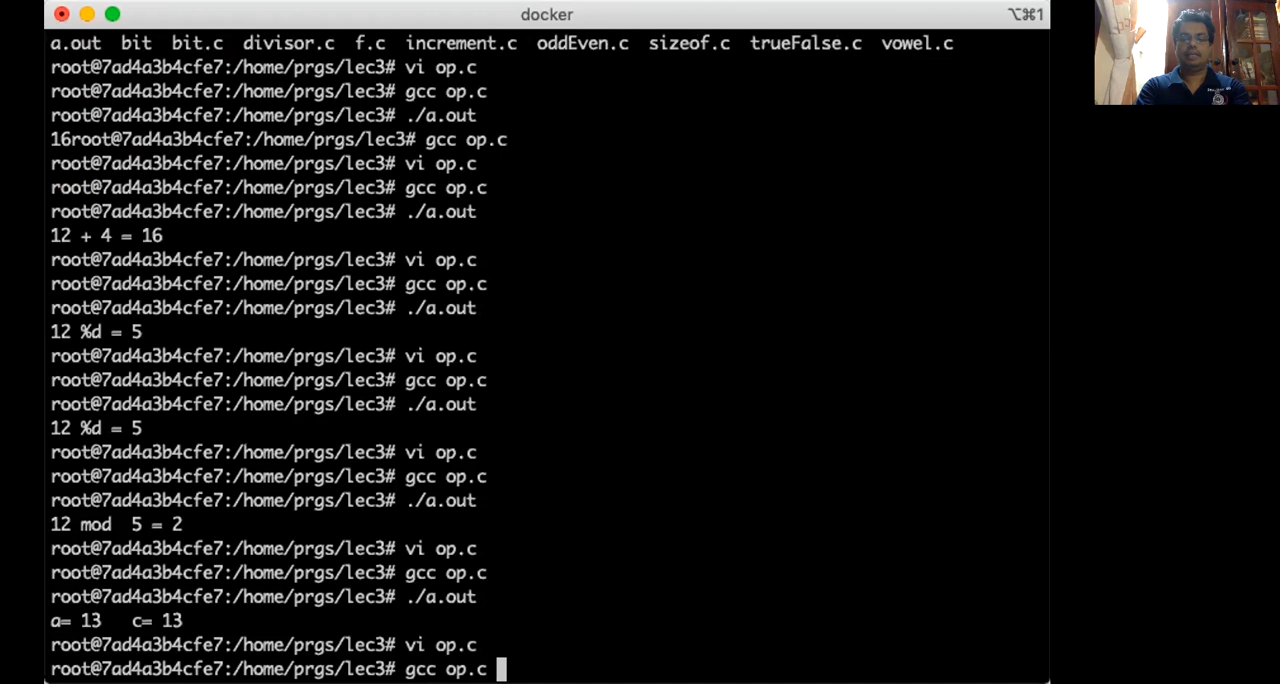 docker
⌥⌘1
a.out bit bit.c divisor.c f.c increment.c oddEven.c sizeof.c trueFalse.c vowel.c
root@7ad4a3b4cfe7:/home/prgs/lec3# vi op.c
root@7ad4a3b4cfe7:/home/prgs/lec3# gcc op.c
root@7ad4a3b4cfe7:/home/prgs/lec3# ./a.out
16root@7ad4a3b4cfe7:/home/prgs/lec3# gcc op.c
root@7ad4a3b4cfe7:/home/prgs/lec3# vi op.c
root@7ad4a3b4cfe7:/home/prgs/lec3# gcc op.c
root@7ad4a3b4cfe7:/home/prgs/lec3# ./a.out
12 + 4 = 16
root@7ad4a3b4cfe7:/home/prgs/lec3# vi op.c
root@7ad4a3b4cfe7:/home/prgs/lec3# gcc op.c
root@7ad4a3b4cfe7:/home/prgs/lec3# ./a.out
12 %d = 5
root@7ad4a3b4cfe7:/home/prgs/lec3# vi op.c
root@7ad4a3b4cfe7:/home/prgs/lec3# gcc op.c
root@7ad4a3b4cfe7:/home/prgs/lec3# ./a.out
12 %d = 5
root@7ad4a3b4cfe7:/home/prgs/lec3# vi op.c
root@7ad4a3b4cfe7:/home/prgs/lec3# gcc op.c
root@7ad4a3b4cfe7:/home/prgs/lec3# ./a.out
12 mod  5 = 2
root@7ad4a3b4cfe7:/home/prgs/lec3# vi op.c
root@7ad4a3b4cfe7:/home/prgs/lec3# gcc op.c
root@7ad4a3b4cfe7:/home/prgs/lec3# ./a.out
a= 13   c= 13
root@7ad4a3b4cfe7:/home/prgs/lec3# vi op.c
root@7ad4a3b4cfe7:/home/prgs/lec3# gcc op.c